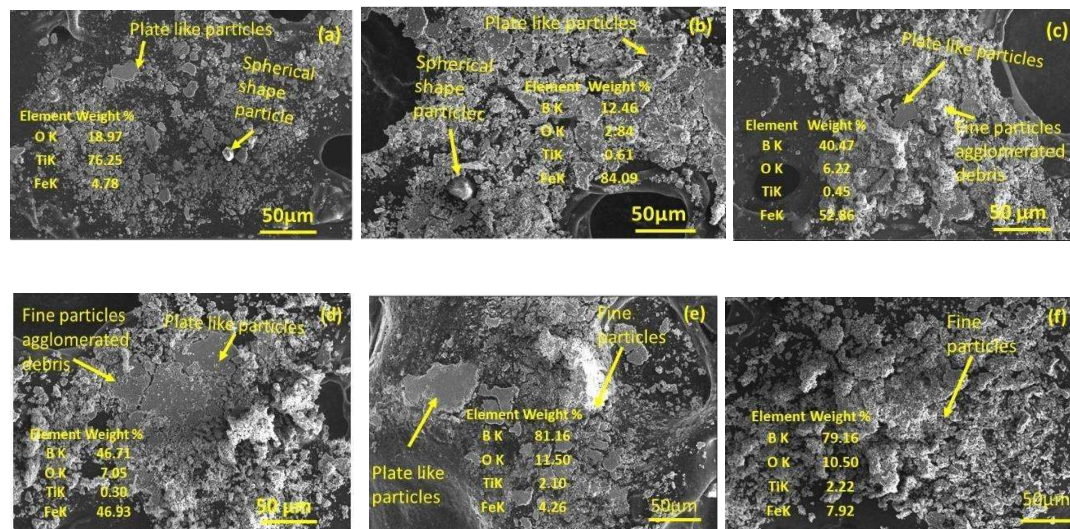 (a)
Plate like particles
Spherical
shape
particle
Element Weight %
O K 18.97
TiK 76.25
FeK 4.78
50µm
(b)
Plate like particles
Spherical
shape
particlec
Element Weight %
B K 12.46
O K 2.84
TiK 0.61
FeK 84.09
50µm
(c)
Plate like particles
Fine particles
agglomerated
debris
Element Weight %
B K 40.47
O K 6.22
TiK 0.45
FeK 52.86
50 µm
(d)
Fine particles
agglomerated
debris
Plate like particles
Element Weight %
B K 46.71
O K 7.05
TiK 0.30
FeK 46.93
50 µm
(e)
Fine
particles
Element Weight %
B K 81.16
O K 11.50
TiK 2.10
FeK 4.26
Plate like
particles
50µm
(f)
Fine
particles
Element Weight %
B K 79.16
O K 10.50
TiK 2.22
FeK 7.92
50µm